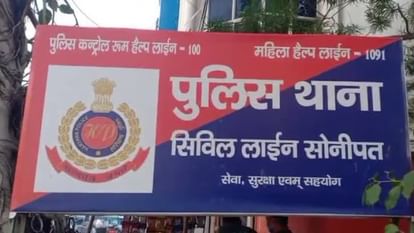 पुलिस कन्ट्रोल रूम हैल्प लाईन - 100
महिला हैल्प लाईन - 1091
पुलिस थाना
सिविल लाईन सोनीपत
सेवा, सुरक्षा एवम् सहयोग